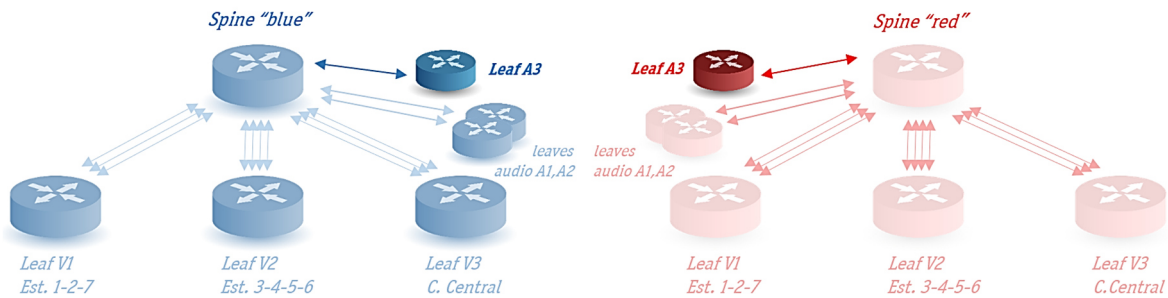 Spine “blue”
Leaf A3
leaves
audio A1,A2
Leaf V1
Est. 1-2-7
Leaf V2
Est. 3-4-5-6
Leaf V3
C. Central
Spine “red”
Leaf A3
leaves
audio A1,A2
Leaf V1
Est. 1-2-7
Leaf V2
Est. 3-4-5-6
Leaf V3
C.Central